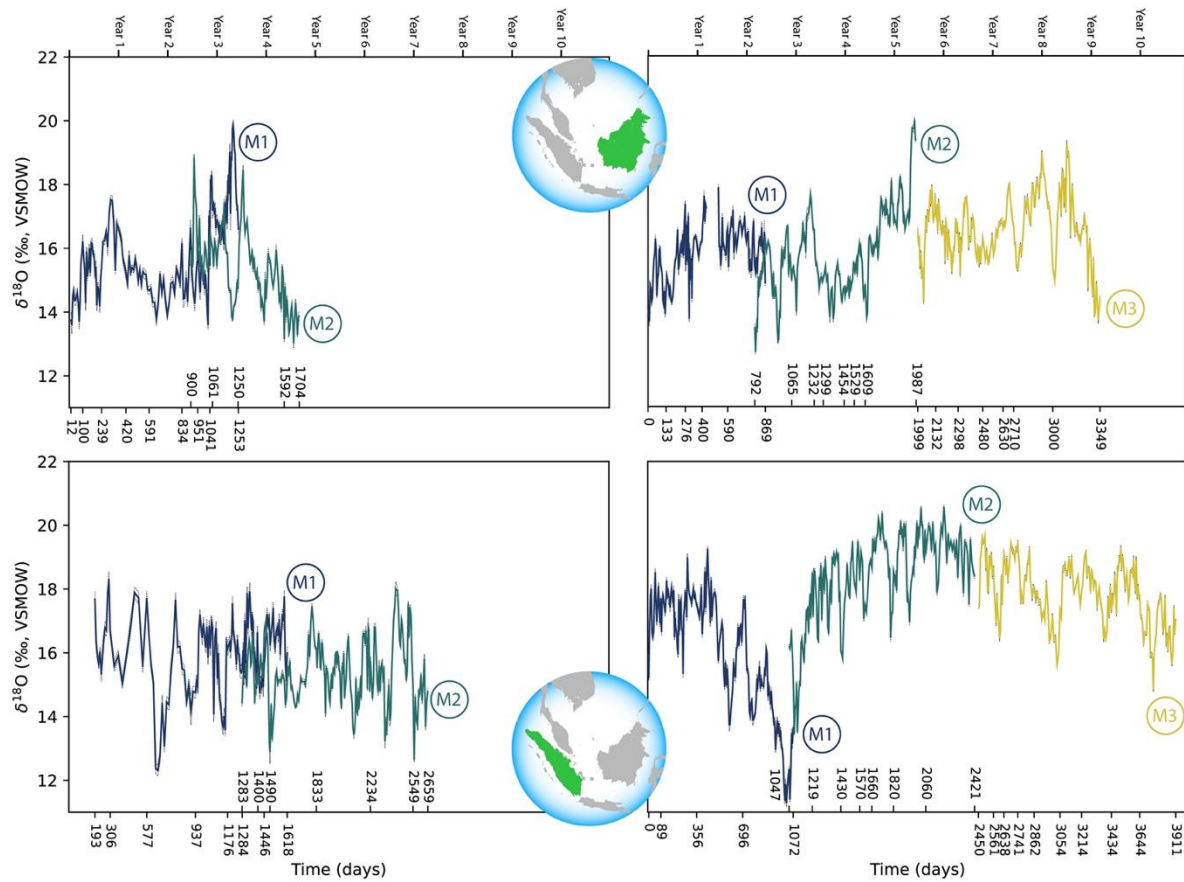 Year 1
Year 2
Year 3
Year 4
Year 5
Year 6
Year 7
Year 8
Year 9
Year 10
Year 1
Year 2
Year 3
Year 4
Year 5
Year 6
Year 7
Year 8
Year 9
Year 10
22
20
18
16
14
12
δ¹⁸O (‰, VSMOW)
M1
M2
900
1061
1250
1592
1704
12
100
239
420
591
834
951
1041
1253
M1
M2
M3
792
1065
1232
1299
1454
1529
1609
1987
0
133
276
400
590
869
1999
2132
2298
2480
2630
2710
3000
3349
22
20
18
16
14
12
δ¹⁸O (‰, VSMOW)
M1
M2
1283
1400
1490
1833
2234
2549
2659
193
306
577
937
1176
1284
1446
1618
Time (days)
M2
M1
M3
1047
1219
1430
1570
1660
1820
2060
2421
0
89
356
696
1072
2450
2561
2638
2741
2862
3054
3214
3434
3644
3911
Time (days)